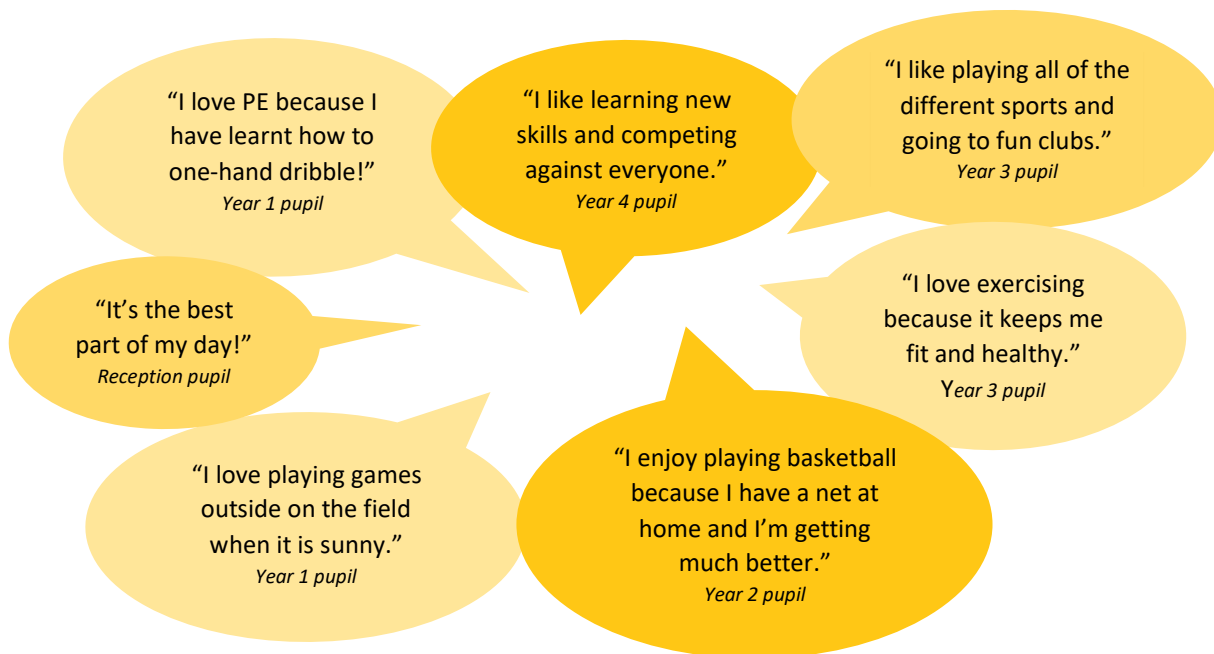 “I love PE because I
have learnt how to
one-hand dribble!”
Year 1 pupil
“I like learning new
skills and competing
against everyone.”
Year 4 pupil
“I like playing all of the
different sports and
going to fun clubs.”
Year 3 pupil
“It’s the best
part of my day!”
Reception pupil
“I love exercising
because it keeps me
fit and healthy.”
Year 3 pupil
“I love playing games
outside on the field
when it is sunny.”
Year 1 pupil
“I enjoy playing basketball
because I have a net at
home and I’m getting
much better.”
Year 2 pupil